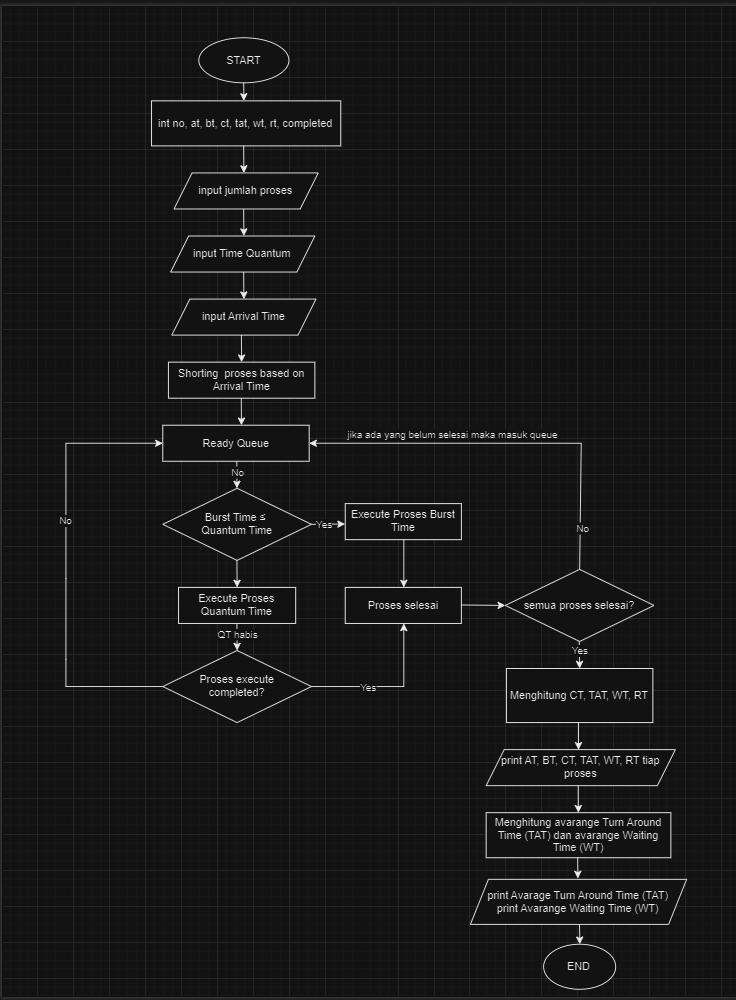 START
int no, at, bt, ct, tat, wt, rt, completed
input jumlah proses
input Time Quantum
input Arrival Time
Shorting proses based on
Arrival Time
Ready Queue
jika ada yang belum selesai maka masuk queue
No
Burst Time ≤
Quantum Time
Yes
Execute Proses Burst
Time
No
No
Execute Proses
Quantum Time
Proses selesai
semua proses selesai?
QT habis
Yes
Proses execute
completed?
Yes
Menghitung CT, TAT, WT, RT
print AT, BT, CT, TAT, WT, RT tiap
proses
Menghitung avarange Turn Around
Time (TAT) dan avarange Waiting
Time (WT)
print Avarage Turn Around Time (TAT)
print Avarange Waiting Time (WT)
END